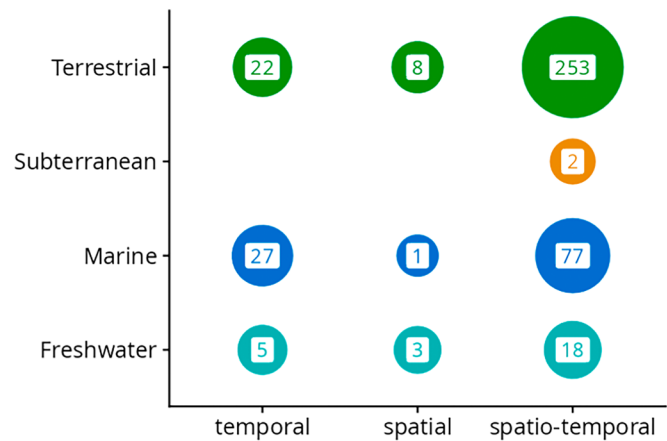 Terrestrial 22 8 253
Subterranean 2
Marine 27 1 77
Freshwater 5 3 18
temporal spatial spatio-temporal